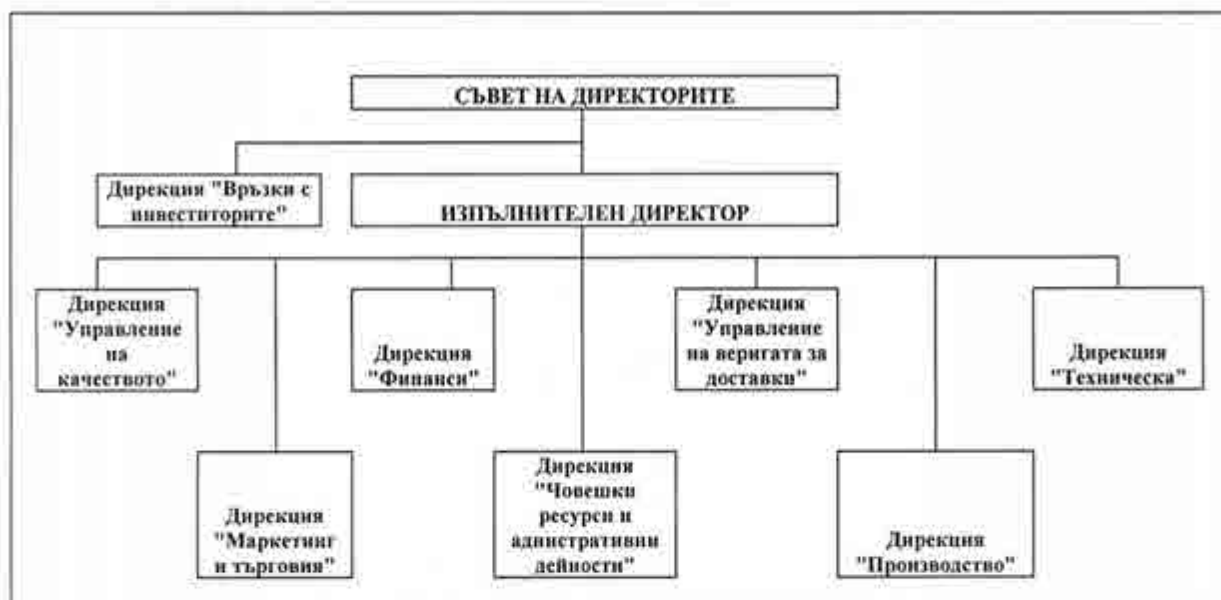 СЪВЕТ НА ДИРЕКТОРИТЕ
Дирекция "Връзки с
инвеститорите"
ИЗПЪЛНИТЕЛЕН ДИРЕКТОР
Дирекция
"Управление
на
качеството"
Дирекция
"Финанси"
Дирекция
"Управление
на веригата за
доставки"
Дирекция
"Техническа"
Дирекция
"Маркетинг
и търговия"
Дирекция
"Човешки
ресурси и
аднистративни
дейности"
Дирекция
"Производство"